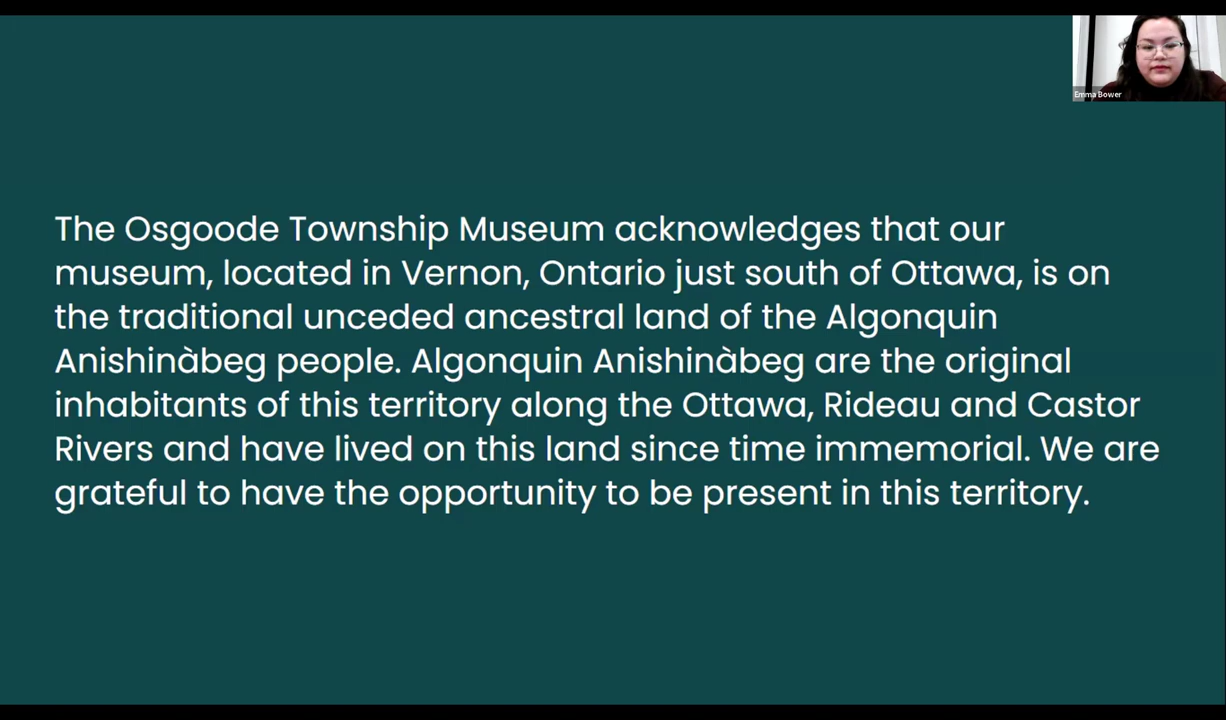 Emma Bower
The Osgoode Township Museum acknowledges that our
museum, located in Vernon, Ontario just south of Ottawa, is on
the traditional unceded ancestral land of the Algonquin
Anishinàbeg people. Algonquin Anishinàbeg are the original
inhabitants of this territory along the Ottawa, Rideau and Castor
Rivers and have lived on this land since time immemorial. We are
grateful to have the opportunity to be present in this territory.